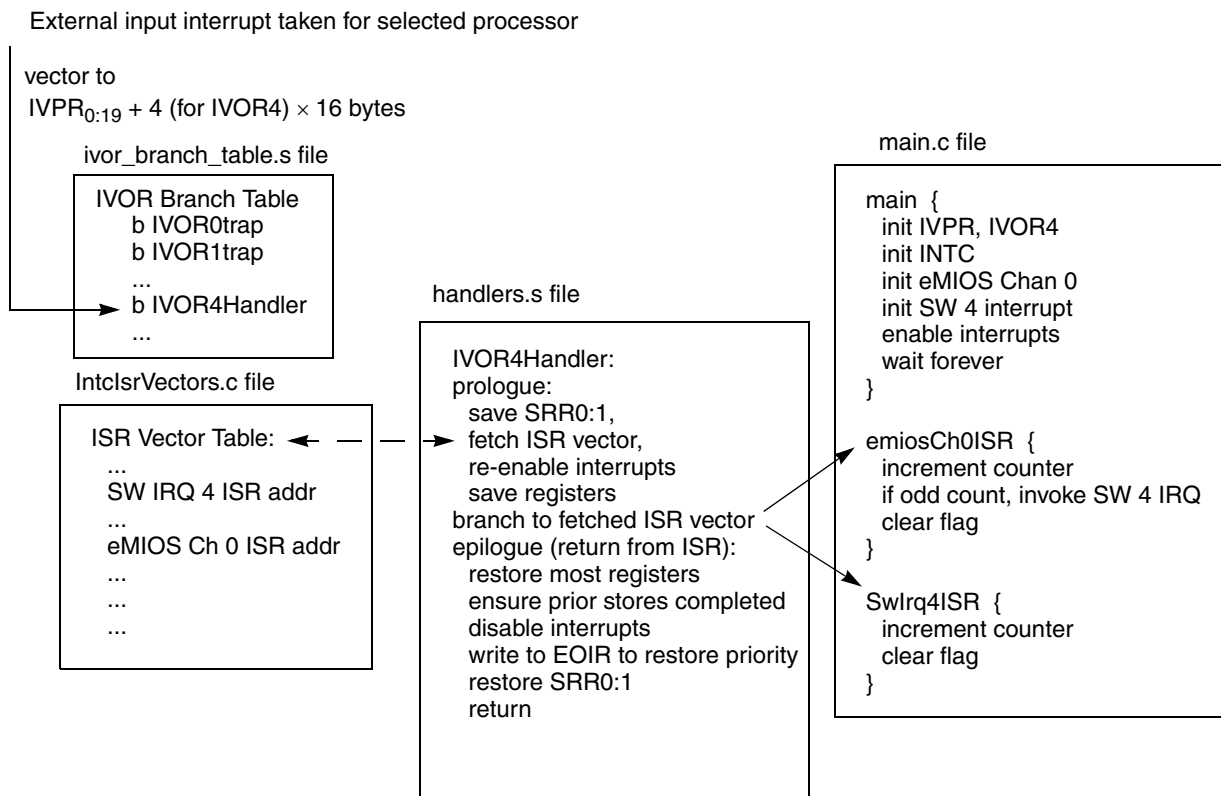 External input interrupt taken for selected processor
vector to
IVPR0:19 + 4 (for IVOR4) × 16 bytes
ivor_branch_table.s file
IVOR Branch Table
b IVOR0trap
b IVOR1trap
...
b IVOR4Handler
...
IntcIsrVectors.c file
ISR Vector Table:
...
SW IRQ 4 ISR addr
...
eMIOS Ch 0 ISR addr
...
...
...
handlers.s file
IVOR4Handler:
prologue:
save SRR0:1,
fetch ISR vector,
re-enable interrupts
save registers
branch to fetched ISR vector
epilogue (return from ISR):
restore most registers
ensure prior stores completed
disable interrupts
write to EOIR to restore priority
restore SRR0:1
return
main.c file
main {
init IVPR, IVOR4
init INTC
init eMIOS Chan 0
init SW 4 interrupt
enable interrupts
wait forever
}
emiosCh0ISR {
increment counter
if odd count, invoke SW 4 IRQ
clear flag
}
SwIrq4ISR {
increment counter
clear flag
}